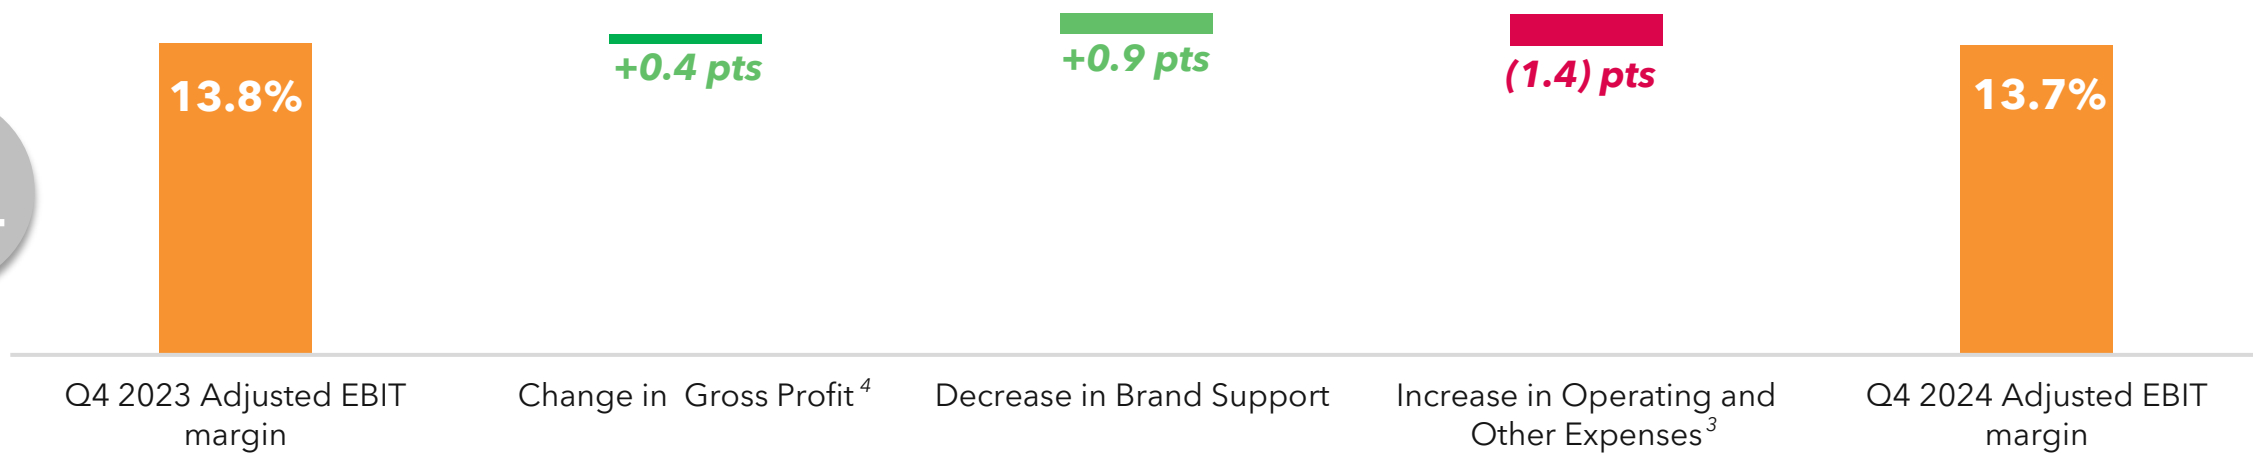 13.8%
+0.4 pts
+0.9 pts
(1.4) pts
13.7%
Q4 2023 Adjusted EBIT
margin
Change in Gross Profit 4
Decrease in Brand Support
Increase in Operating and
Other Expenses 3
Q4 2024 Adjusted EBIT
margin